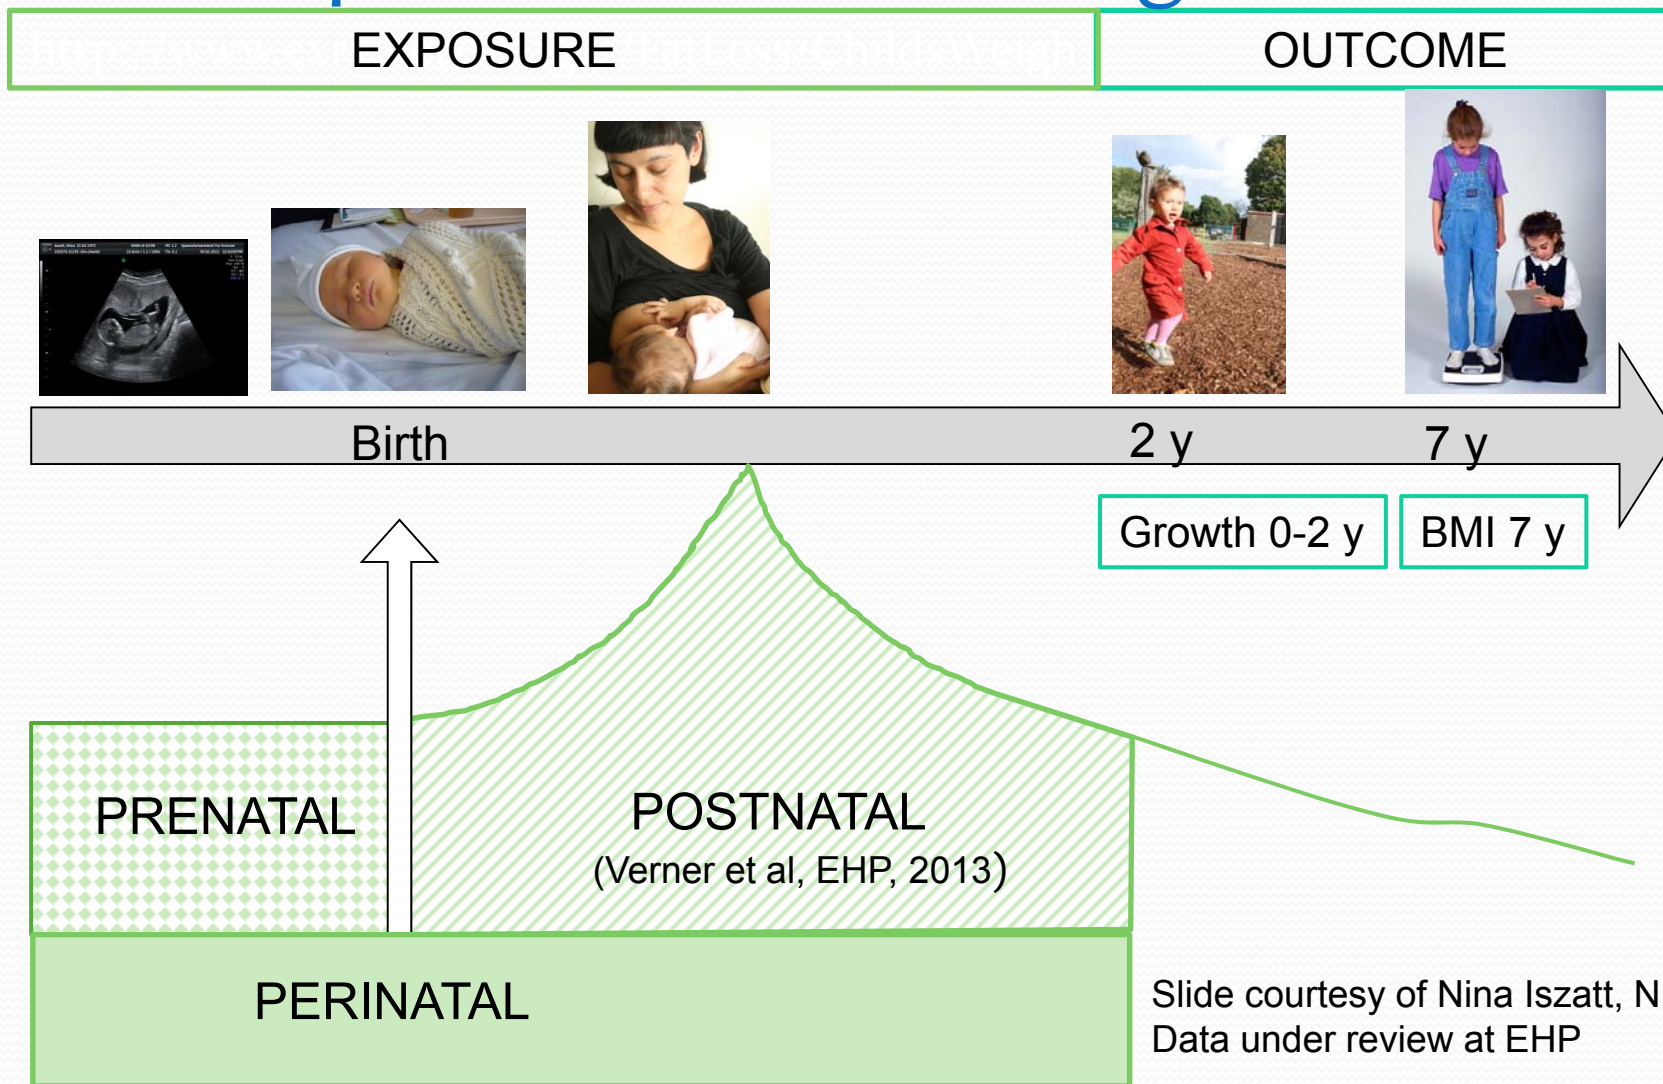 EXPOSURE
OUTCOME
Birth
2 y
7 y
Growth 0-2 y
BMI 7 y
PRENATAL
POSTNATAL
(Verner et al, EHP, 2013)
PERINATAL
Slide courtesy of Nina Iszatt, N
Data under review at EHP